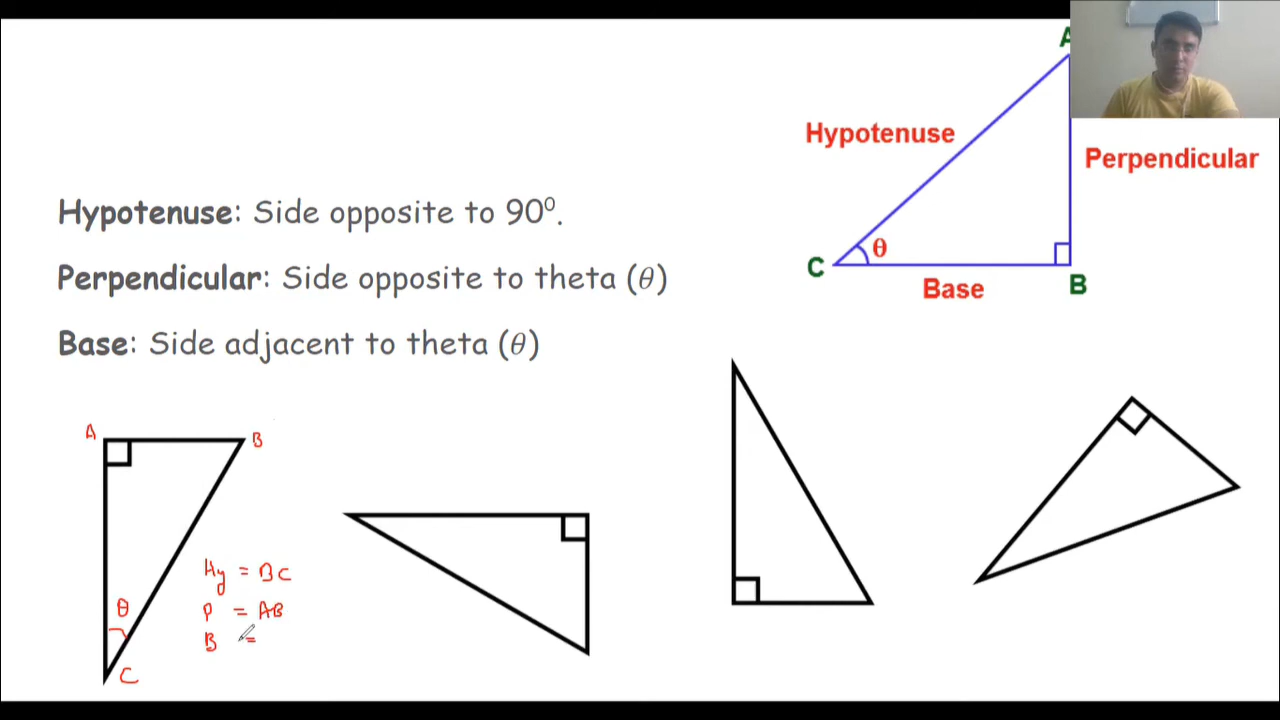 A
Hypotenuse
Perpendicular
θ
C
Base
B
Hypotenuse: Side opposite to 90⁰.
Perpendicular: Side opposite to theta (θ)
Base: Side adjacent to theta (θ)
A
B
Hy = BC
θ
P = AB
B =
C